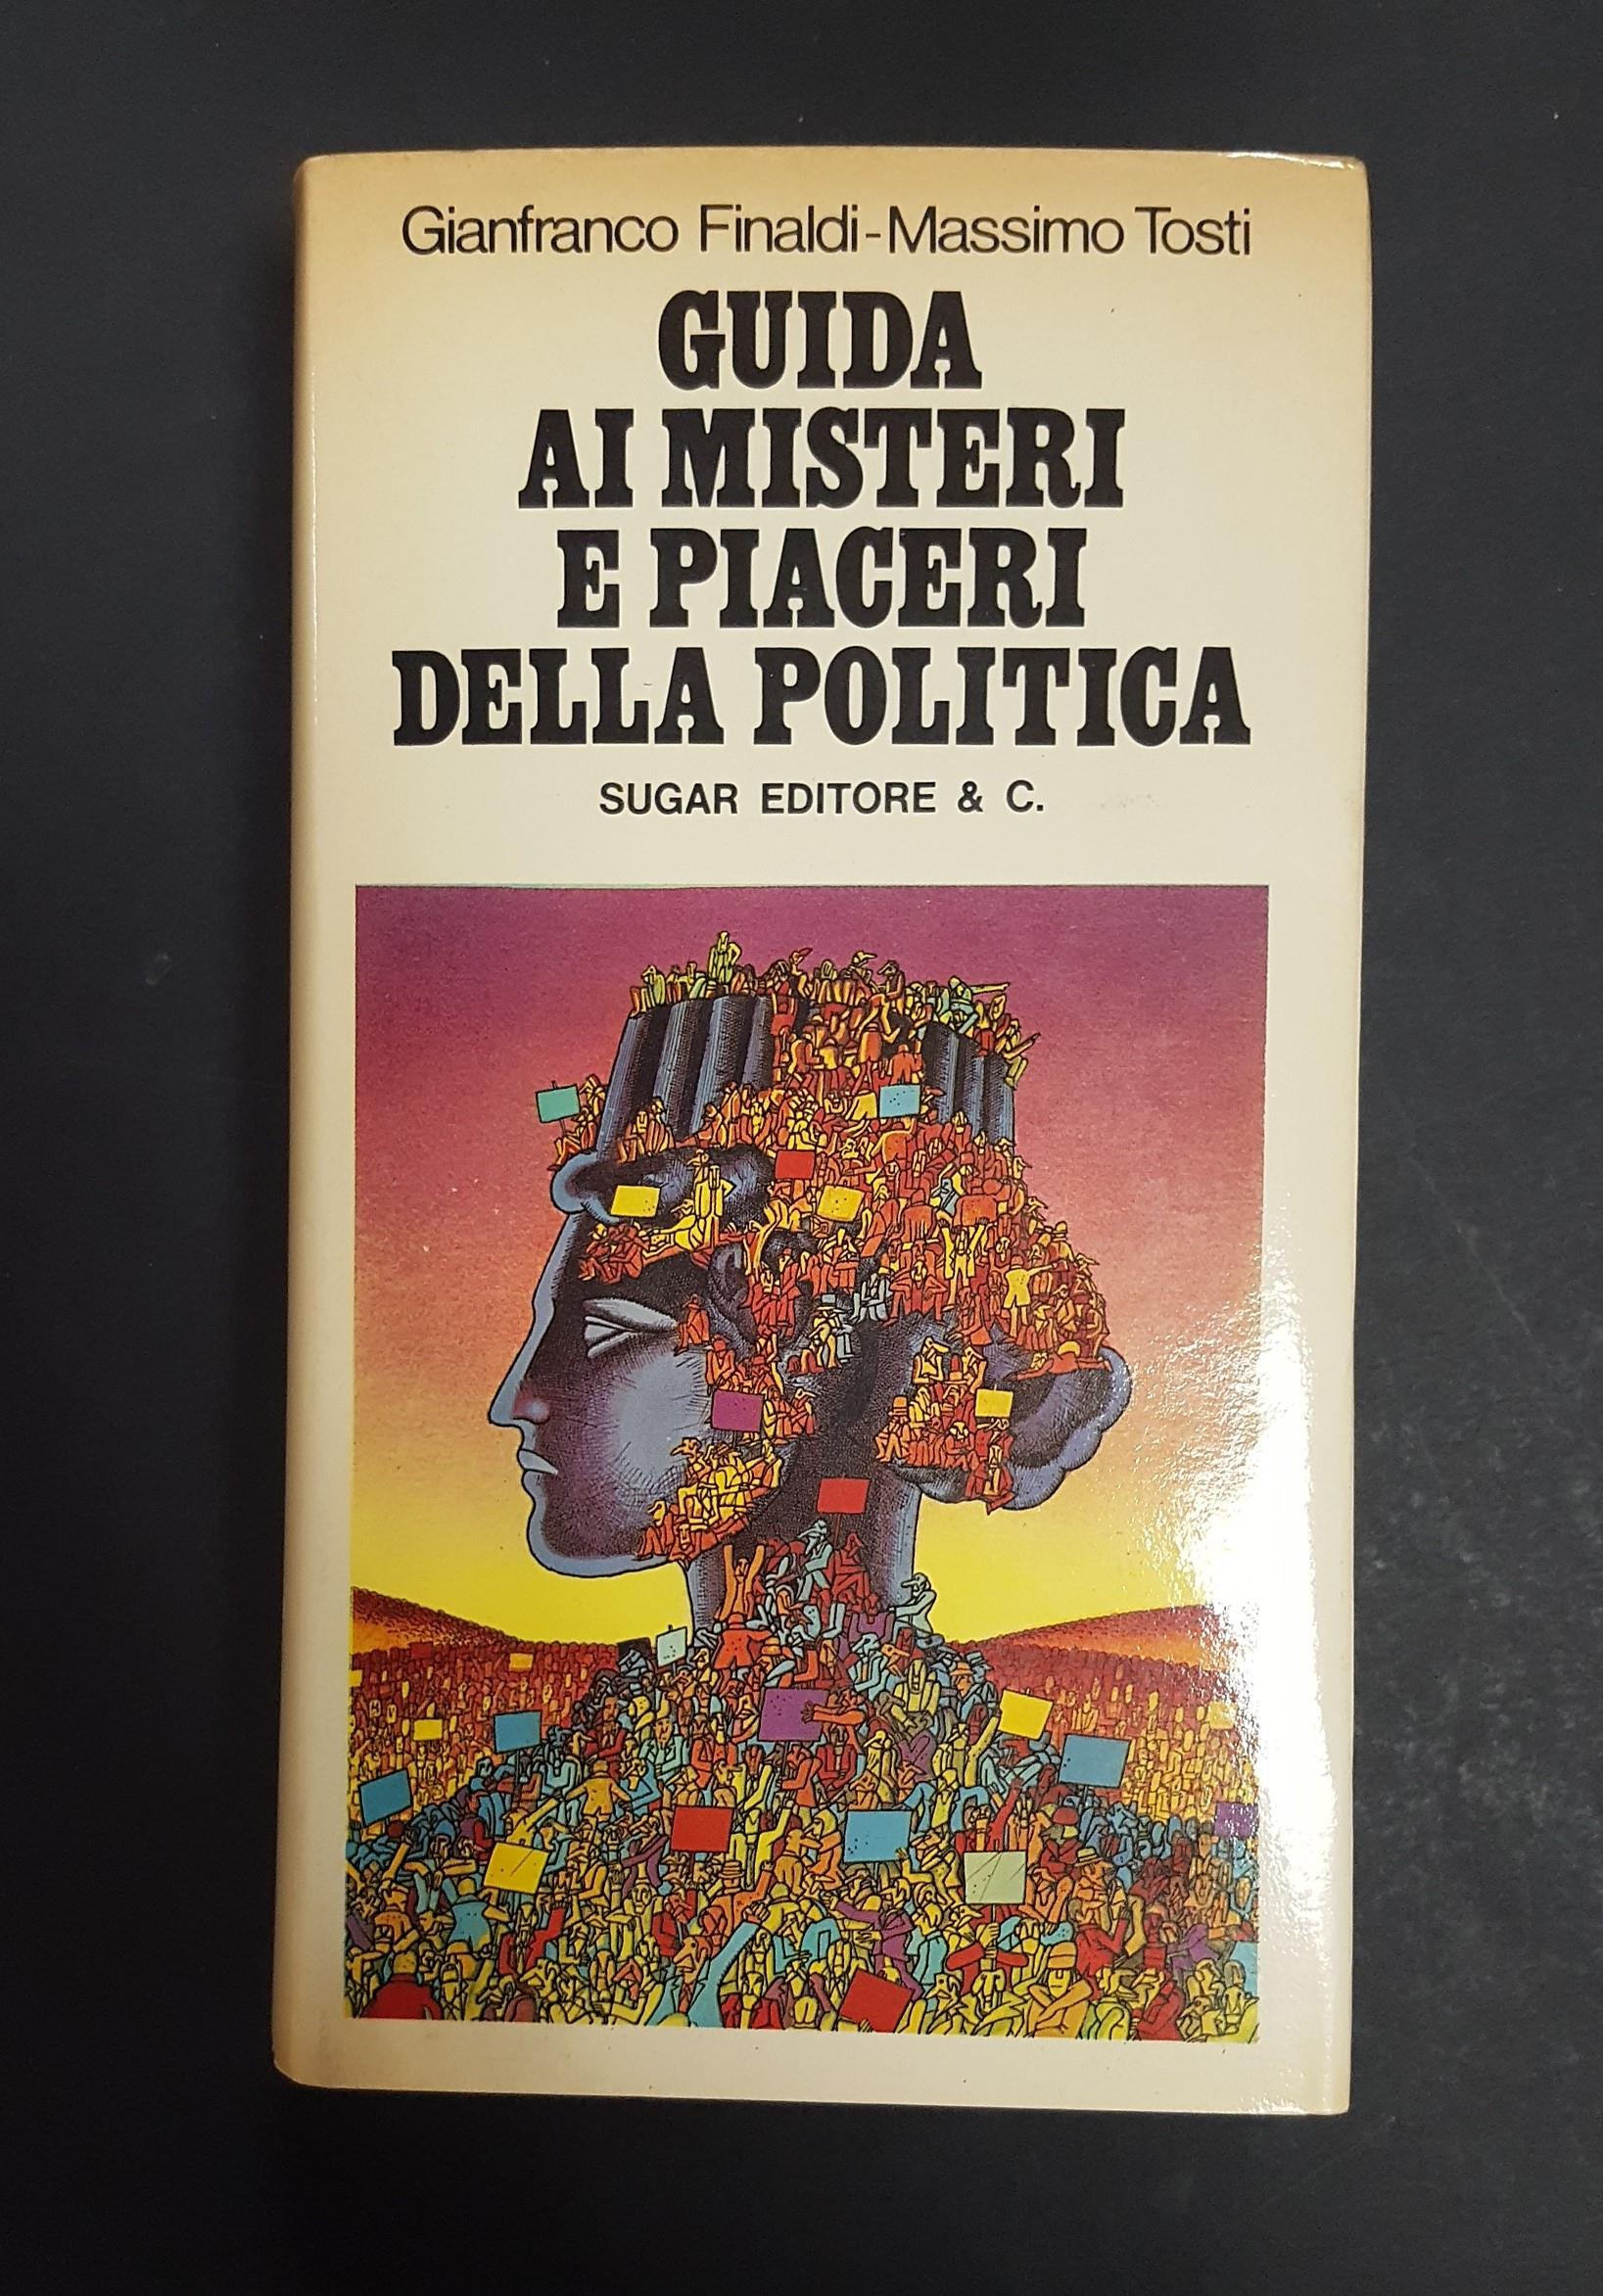 Gianfranco Finaldi-Massimo Tosti
GUIDA
AI MISTERI
E PIACERI
DELLA POLITICA
SUGAR EDITORE & C.